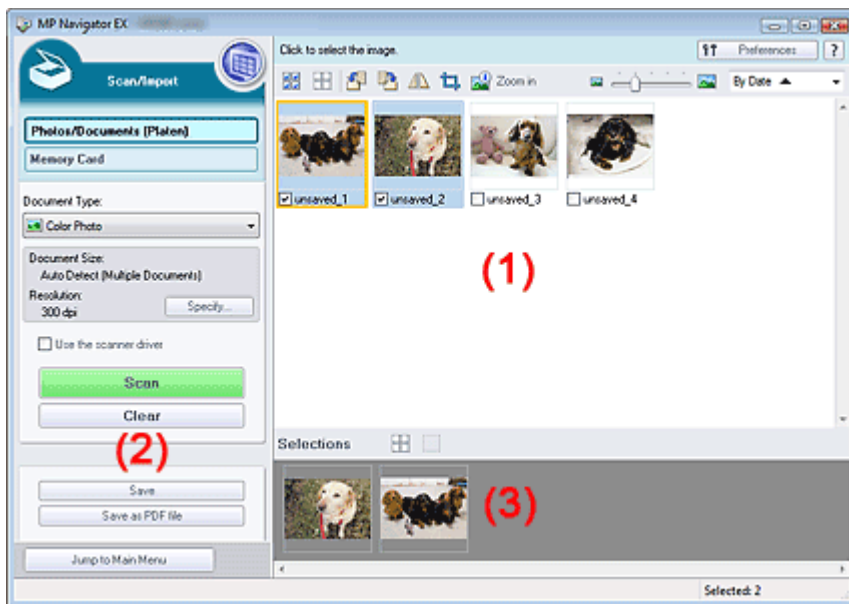 MP Navigator EX
Scan/Import
Photos/Documents (Platen)
Memory Card
Document Type:
Color Photo
Document Size:
Auto Detect (Multiple Documents)
Resolution:
300 dpi
Specify...
Use the scanner driver
Scan
Clear
(2)
Save
Save as PDF file
Jump to Main Menu
Click to select the image.
Preferences
?
Zoom in
By Date
unsaved_1
unsaved_2
unsaved_3
unsaved_4
(1)
Selections
(3)
Selected: 2